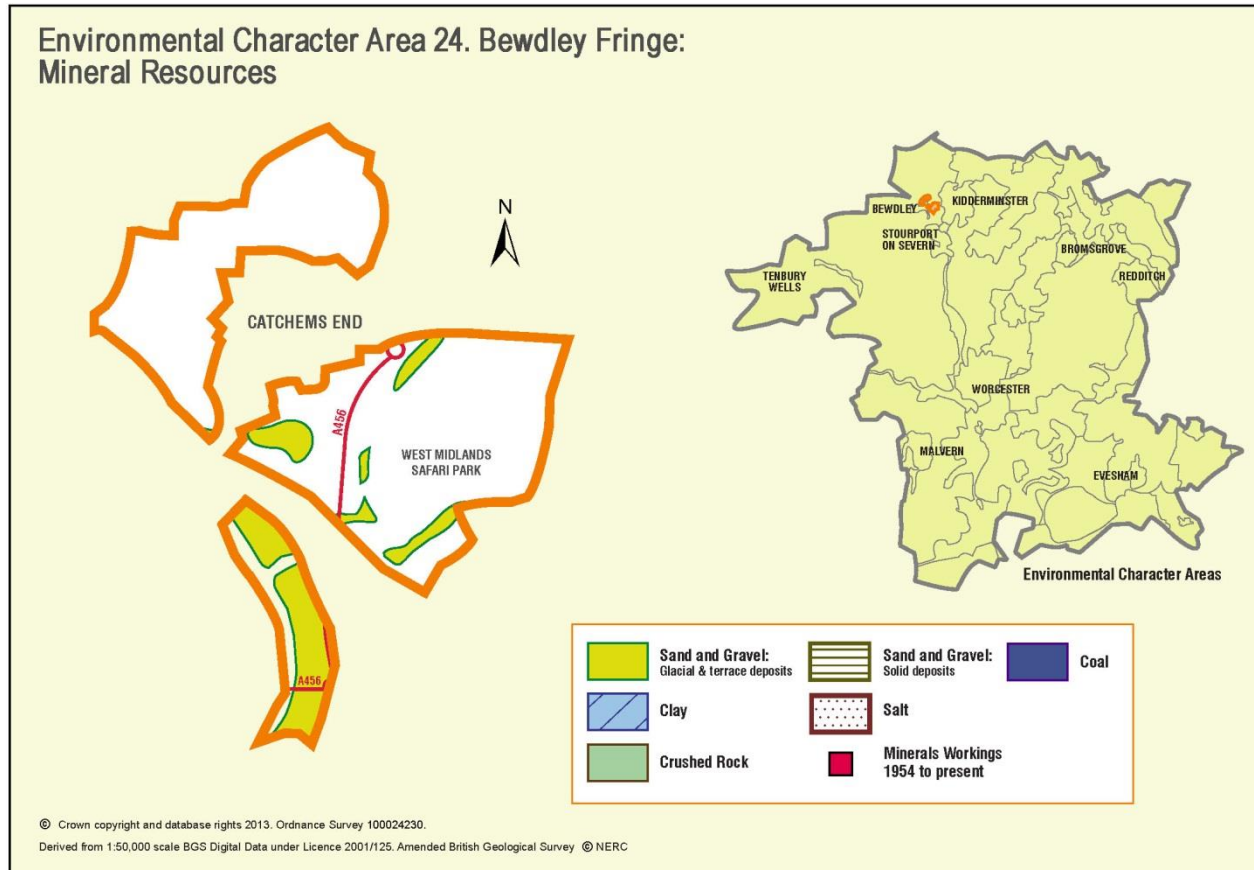 Environmental Character Area 24. Bewdley Fringe:
Mineral Resources
N
CATCHEMS END
A456
WEST MIDLANDS
SAFARI PARK
A456
BEWDLEY
KIDDERMINSTER
STOURPORT
ON SEVERN
BROMSGROVE
REDDITCH
TENBURY
WELLS
WORCESTER
MALVERN
EVESHAM
Environmental Character Areas
Sand and Gravel:
Glacial & terrace deposits
Sand and Gravel:
Solid deposits
Coal
Clay
Salt
Crushed Rock
Minerals Workings
1954 to present
© Crown copyright and database rights 2013. Ordnance Survey 100024230.
Derived from 1:50,000 scale BGS Digital Data under Licence 2001/125. Amended British Geological Survey © NERC